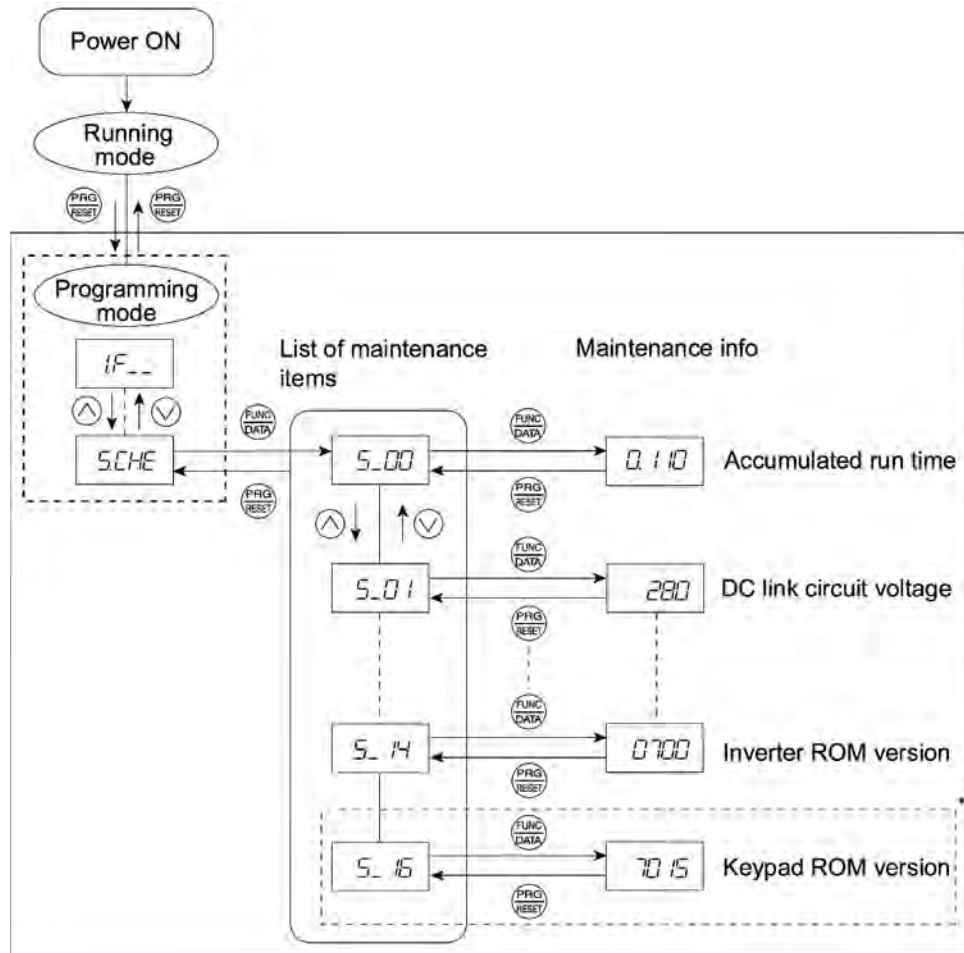 Power ON
Running
mode
PRG
RESET
PRG
RESET
Programming
mode
List of maintenance
items
Maintenance info
1F__
FUNC
DATA
FUNC
DATA
5.CHE
5_00
0.110
Accumulated run time
PRG
RESET
PRG
RESET
FUNC
DATA
5_01
280
DC link circuit voltage
PRG
RESET
FUNC
DATA
5_14
0700
Inverter ROM version
PRG
RESET
FUNC
DATA
5_16
7015
Keypad ROM version
PRG
RESET